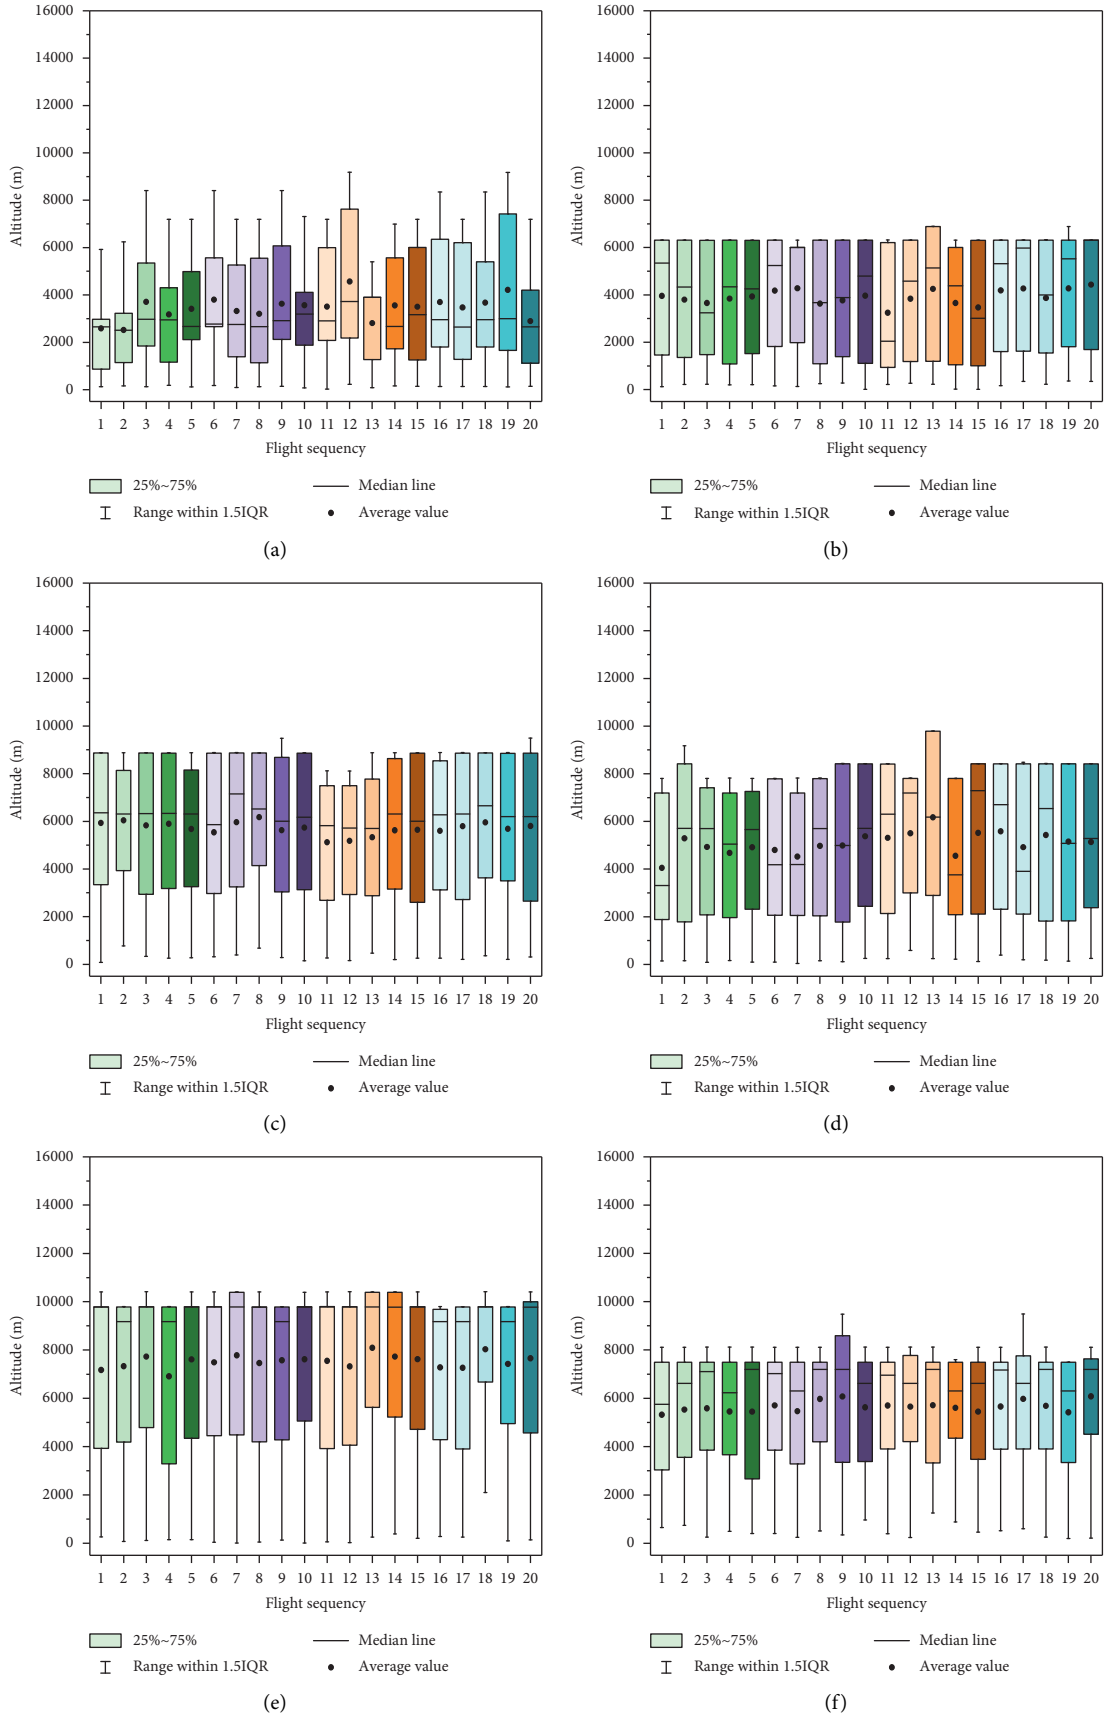 16000
14000
12000
10000
8000
6000
4000
2000
0
Altitude (m)
1 2 3 4 5 6 7 8 9 10 11 12 13 14 15 16 17 18 19 20
Flight sequency
25%~75%
Median line
Range within 1.5IQR
Average value
(a)
16000
14000
12000
10000
8000
6000
4000
2000
0
Altitude (m)
1 2 3 4 5 6 7 8 9 10 11 12 13 14 15 16 17 18 19 20
Flight sequency
25%~75%
Median line
Range within 1.5IQR
Average value
(b)
16000
14000
12000
10000
8000
6000
4000
2000
0
Altitude (m)
1 2 3 4 5 6 7 8 9 10 11 12 13 14 15 16 17 18 19 20
Flight sequency
25%~75%
Median line
Range within 1.5IQR
Average value
(c)
16000
14000
12000
10000
8000
6000
4000
2000
0
Altitude (m)
1 2 3 4 5 6 7 8 9 10 11 12 13 14 15 16 17 18 19 20
Flight sequency
25%~75%
Median line
Range within 1.5IQR
Average value
(d)
16000
14000
12000
10000
8000
6000
4000
2000
0
Altitude (m)
1 2 3 4 5 6 7 8 9 10 11 12 13 14 15 16 17 18 19 20
Flight sequency
25%~75%
Median line
Range within 1.5IQR
Average value
(e)
16000
14000
12000
10000
8000
6000
4000
2000
0
Altitude (m)
1 2 3 4 5 6 7 8 9 10 11 12 13 14 15 16 17 18 19 20
Flight sequency
25%~75%
Median line
Range within 1.5IQR
Average value
(f)